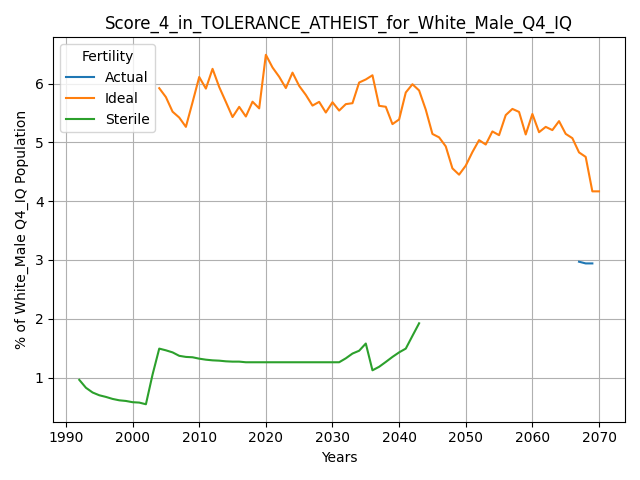 Score_4_in_TOLERANCE_ATHEIST_for_White_Male_Q4_IQ
Fertility
Actual
Ideal
Sterile
% of White_Male Q4_IQ Population
6
5
4
3
2
1
1990 2000 2010 2020 2030 2040 2050 2060 2070
Years